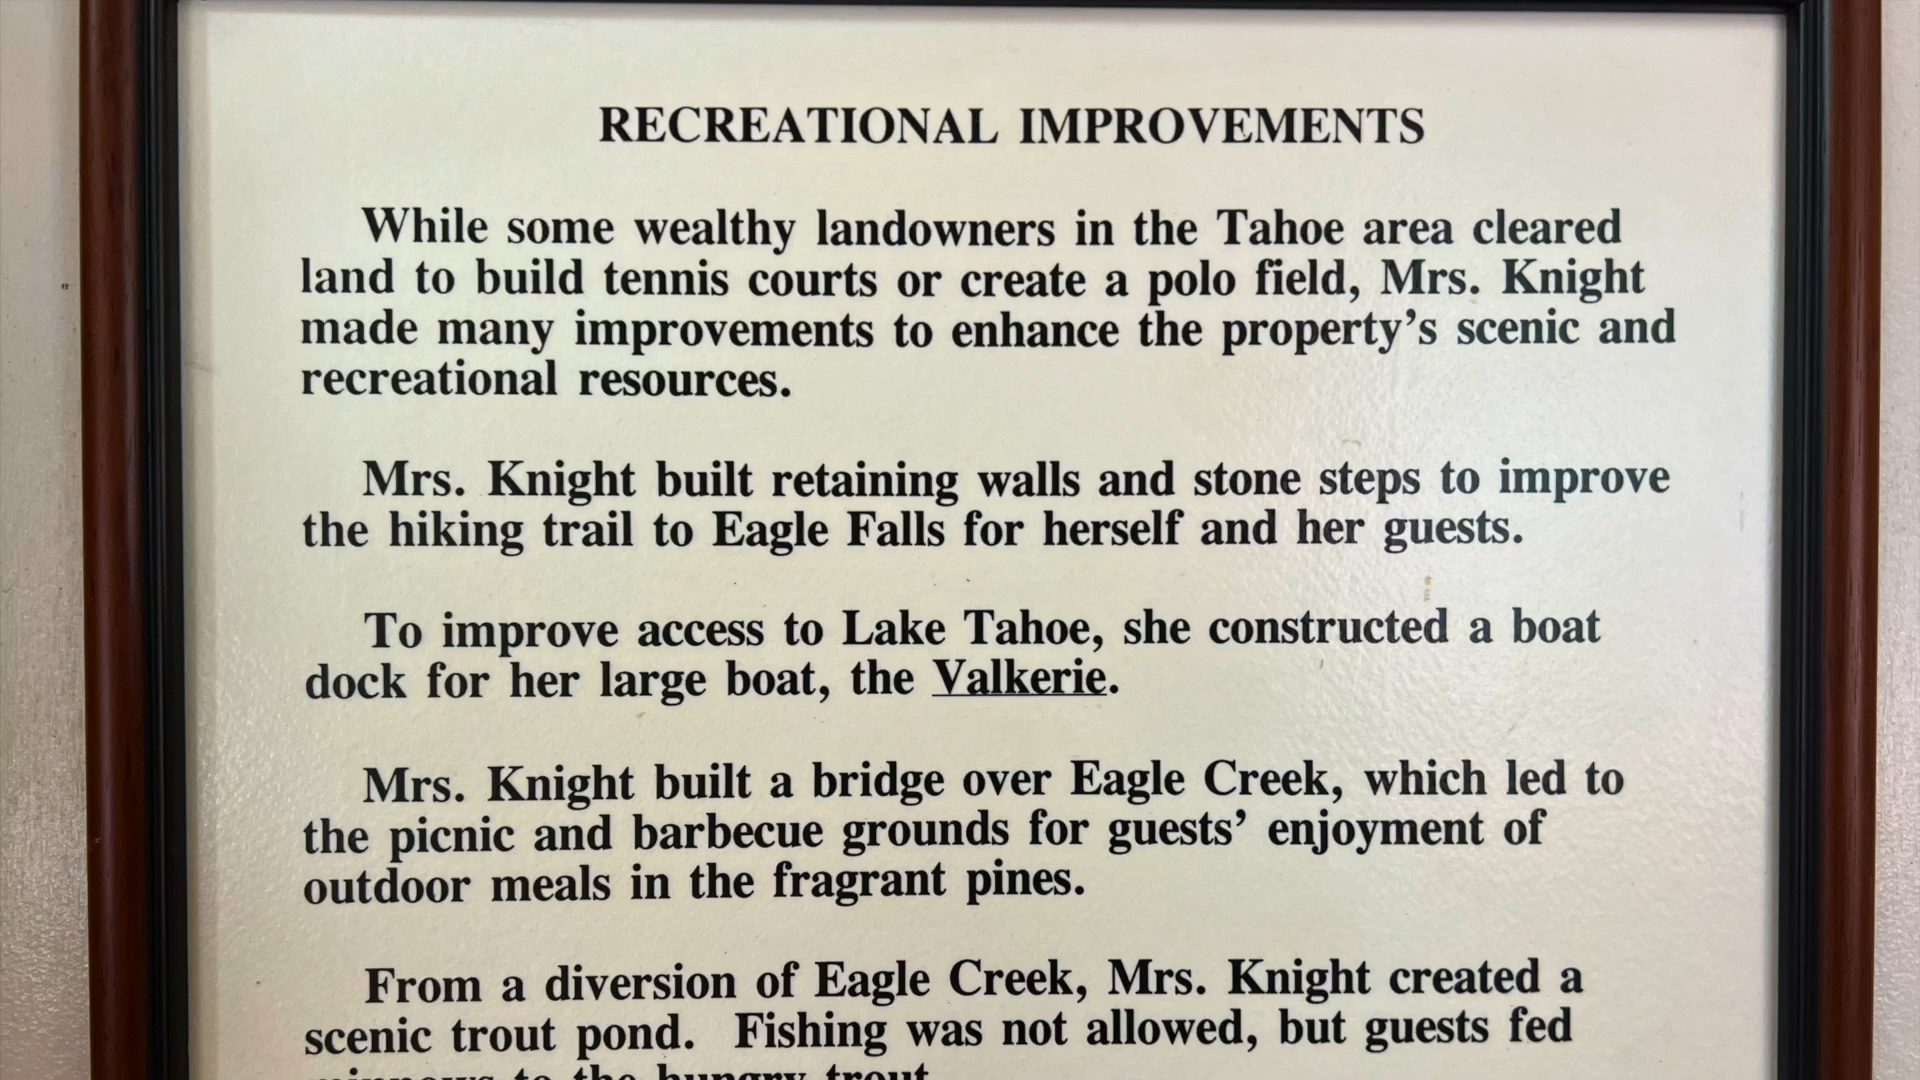 RECREATIONAL IMPROVEMENTS
While some wealthy landowners in the Tahoe area cleared
land to build tennis courts or create a polo field, Mrs. Knight
made many improvements to enhance the property’s scenic and
recreational resources.
Mrs. Knight built retaining walls and stone steps to improve
the hiking trail to Eagle Falls for herself and her guests.
To improve access to Lake Tahoe, she constructed a boat
dock for her large boat, the Valkerie.
Mrs. Knight built a bridge over Eagle Creek, which led to
the picnic and barbecue grounds for guests’ enjoyment of
outdoor meals in the fragrant pines.
From a diversion of Eagle Creek, Mrs. Knight created a
scenic trout pond. Fishing was not allowed, but guests fed
minnows to the hungry trout.